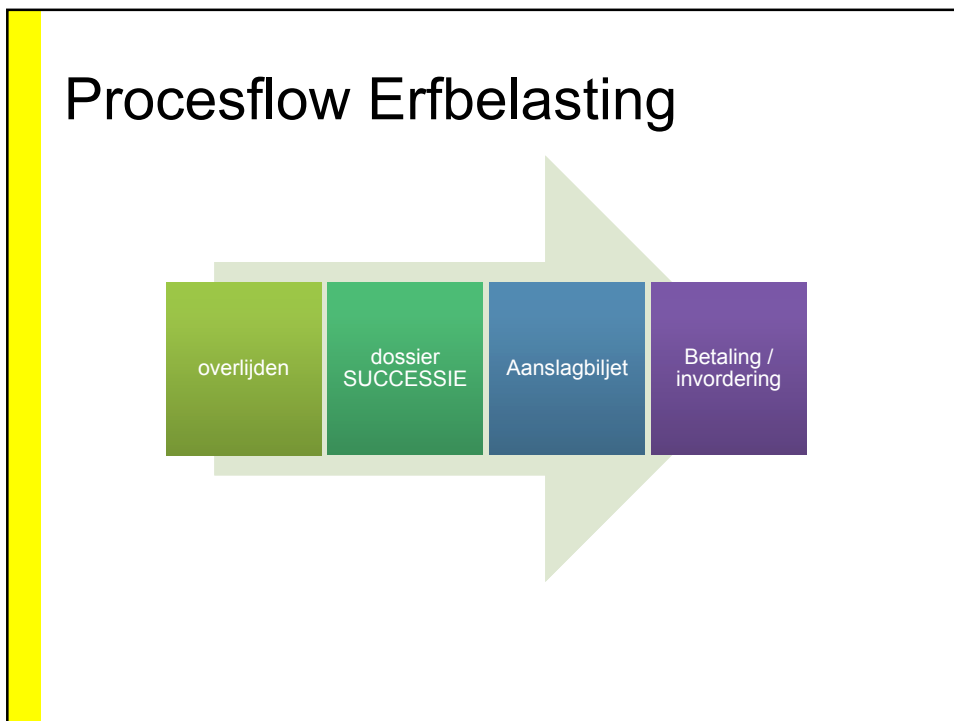 Procesflow Erfbelasting
overlijden
dossier
SUCCESSIE
Aanslagbiljet
Betaling /
invordering